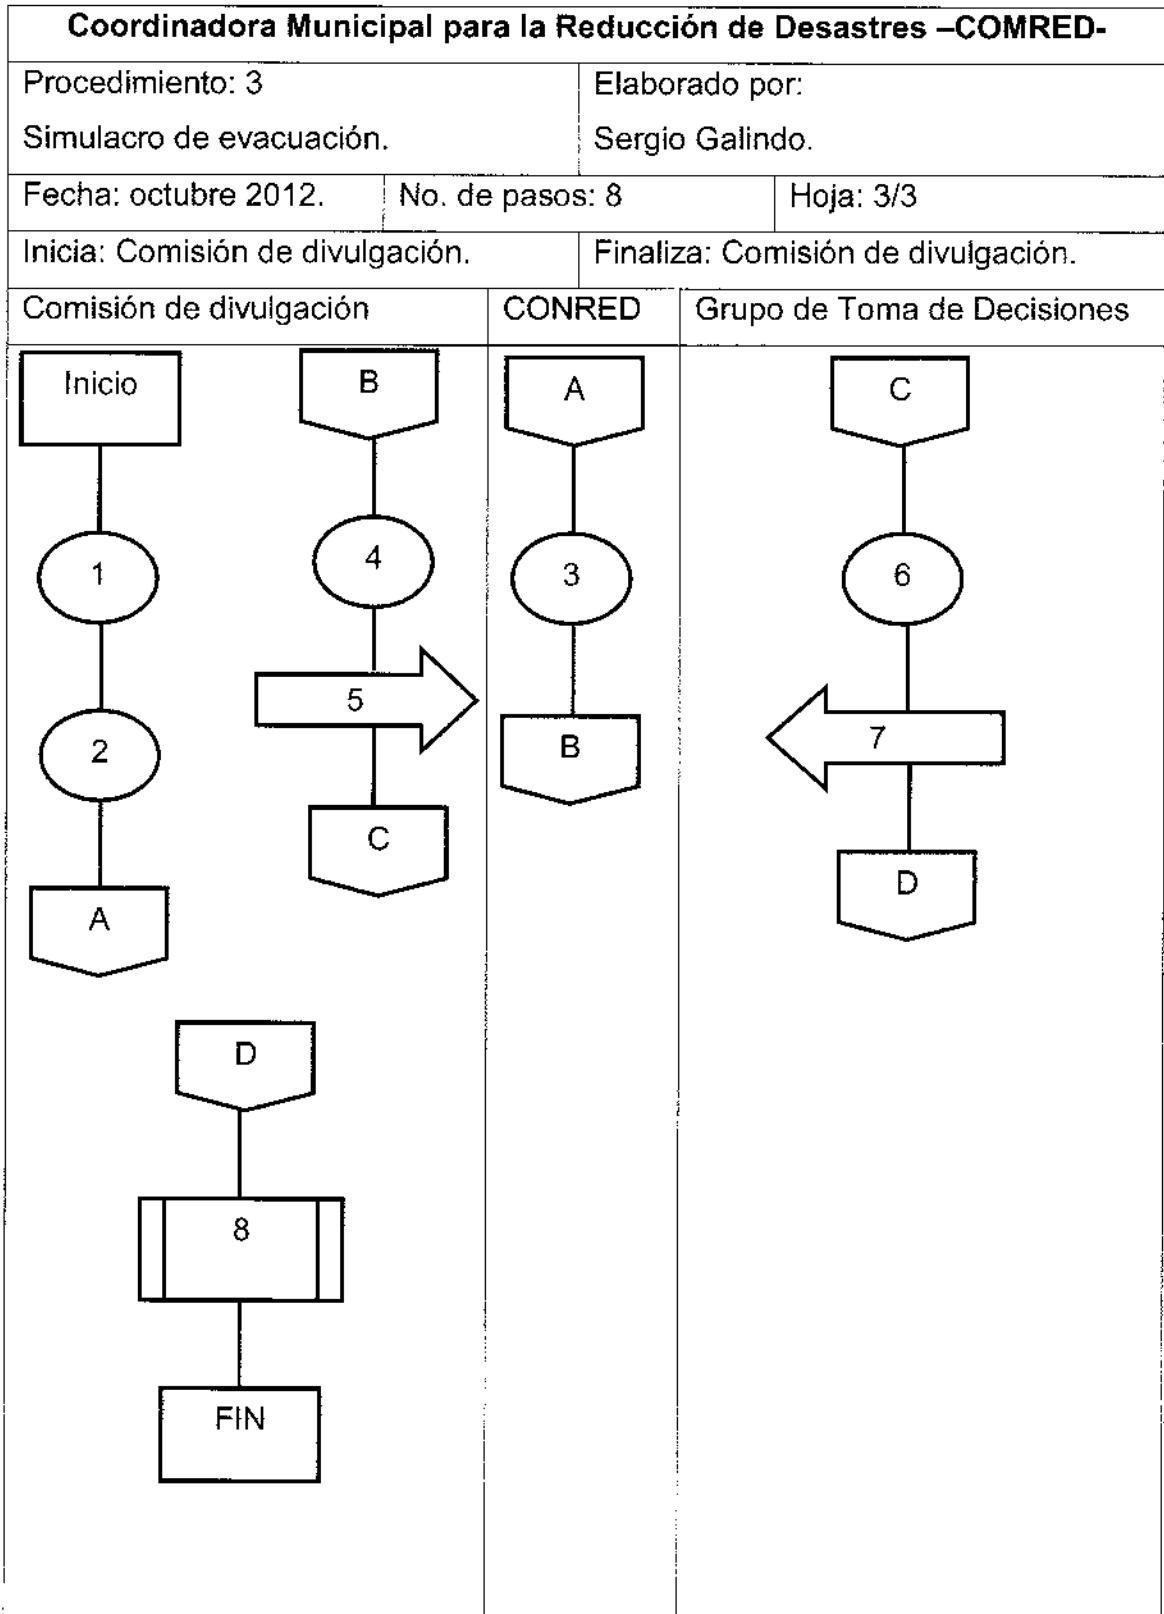 Coordinadora Municipal para la Reducción de Desastres –COMRED-
Procedimiento: 3
Simulacro de evacuación.
Elaborado por:
Sergio Galindo.
Fecha: octubre 2012.
No. de pasos: 8
Hoja: 3/3
Inicia: Comisión de divulgación.
Finaliza: Comisión de divulgación.
Comisión de divulgación
CONRED
Grupo de Toma de Decisiones
Inicio
1
2
A
B
4
5
C
A
3
B
C
6
7
D
D
8
FIN